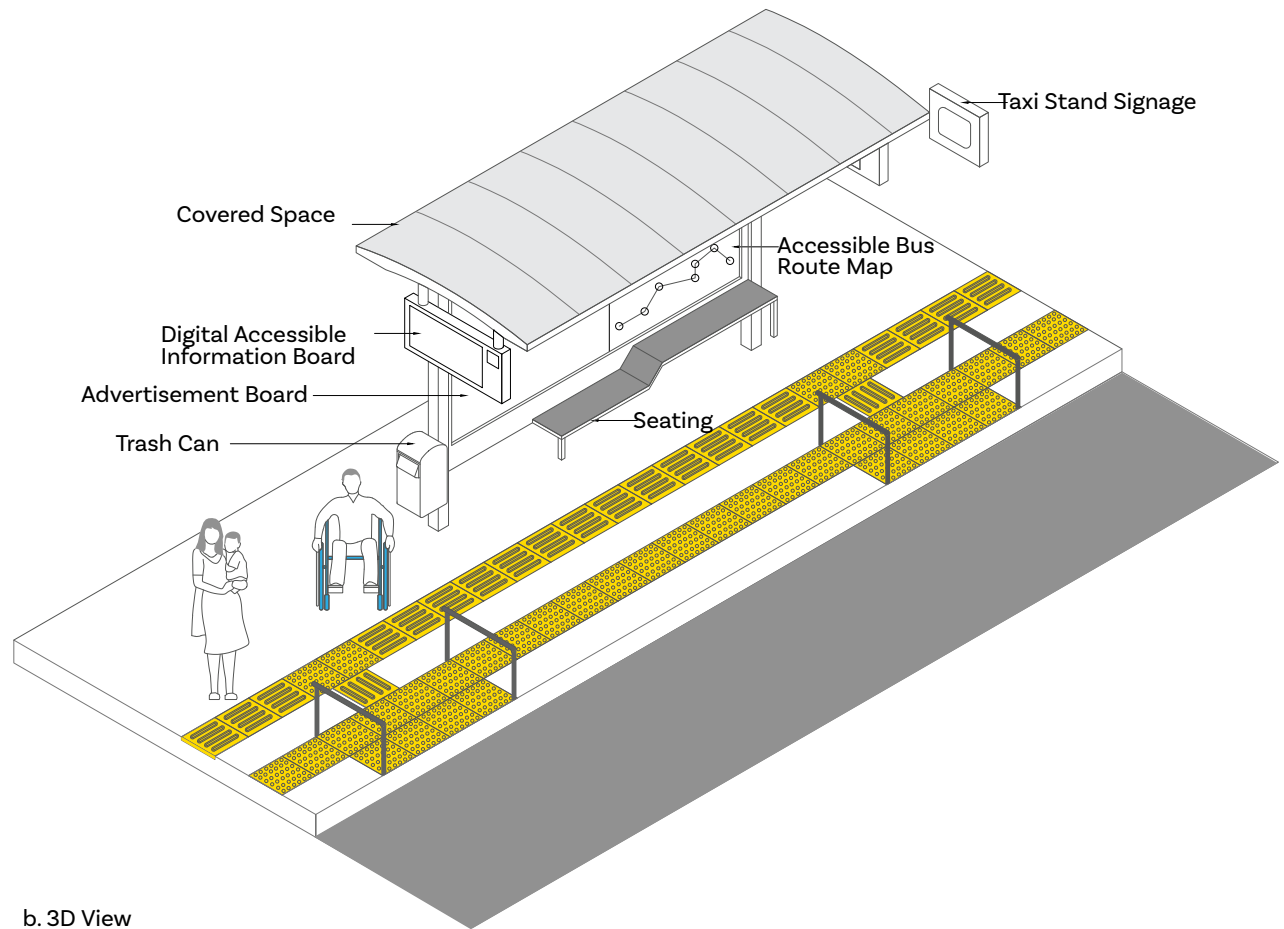 Taxi Stand Signage
Covered Space
Accessible Bus
Route Map
Digital Accessible
Information Board
Advertisement Board
Seating
Trash Can
b. 3D View